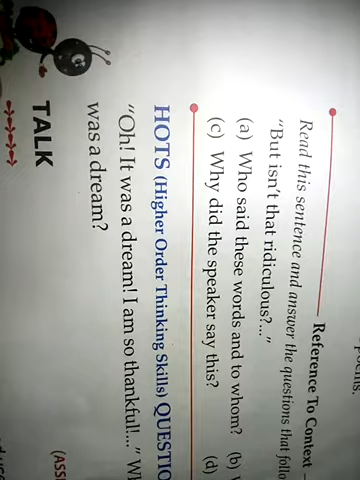 poems.
Reference To Context
Read this sentence and answer the questions that follo
"But isn't that ridiculous?..."
(a) Who said these words and to whom? (b)
(c) Why did the speaker say this? (d)
HOTS (Higher Order Thinking Skills) QUESTIO
"Oh! It was a dream! I am so thankful!..." Wh
was a dream?
TALK
(ASS